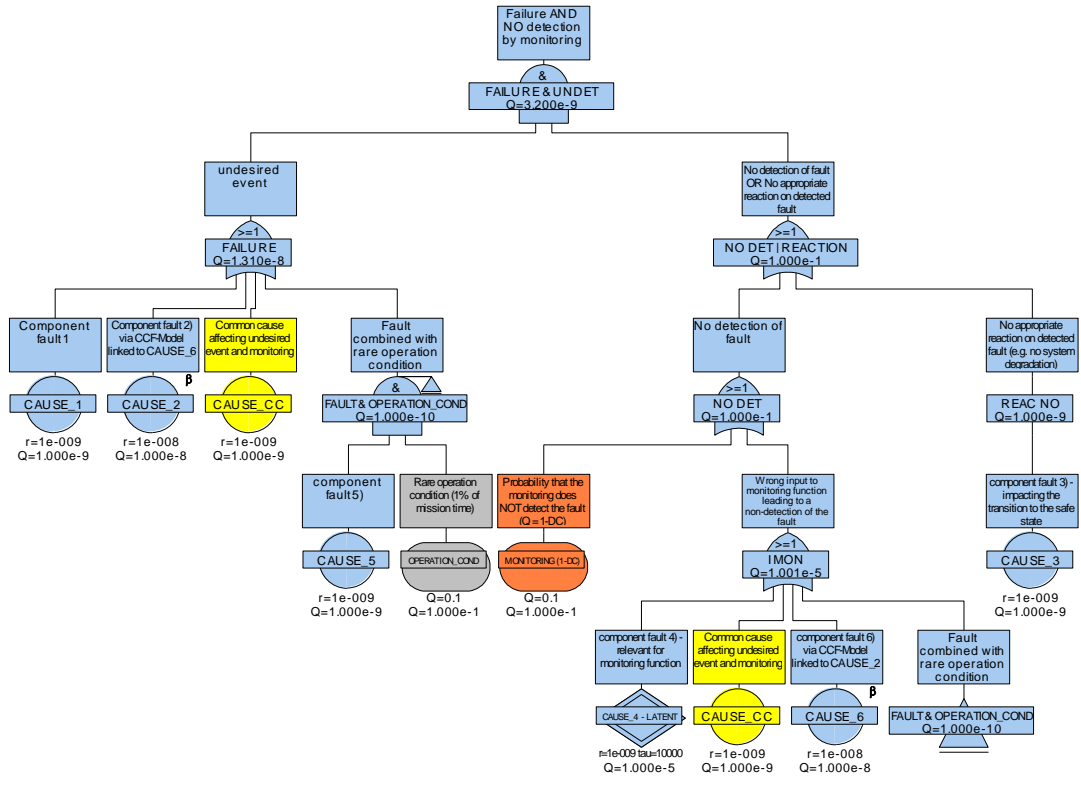 Failure AND
NO detection
by monitoring
&
FAILURE & UNDET
Q=3.200e-9
undesired
event
>=1
FAILURE
Q=1.310e-8
No detection of fault
OR No appropriate
reaction on detected
fault
>=1
NO DET | REACTION
Q=1.000e-1
Component
fault 1
CAUSE_1
r=1e-009
Q=1.000e-9
Component fault 2)
via CCF-Model
linked to CAUSE_6
β
CAUSE_2
r=1e-008
Q=1.000e-8
Common cause
affecting undesired
event and monitoring
CAUSE_CC
r=1e-009
Q=1.000e-9
Fault
combined with
rare operation
condition
&
FAULT & OPERATION_COND
Q=1.000e-10
No detection of
fault
>=1
NO DET
Q=1.000e-1
No appropriate
reaction on detected
fault (e.g. no system
degradation)
REAC NO
Q=1.000e-9
component
fault 5)
CAUSE_5
r=1e-009
Q=1.000e-9
Rare operation
condition (1% of
mission time)
OPERATION_COND
Q=0.1
Q=1.000e-1
Probability that the
monitoring does
NOT detect the fault
(Q = 1-DC)
MONITORING (1-DC)
Q=0.1
Q=1.000e-1
Wrong input to
monitoring function
leading to a
non-detection of the
fault
>=1
IMON
Q=1.001e-5
component fault 3) -
impacting the
transition to the safe
state
CAUSE_3
r=1e-009
Q=1.000e-9
component fault 4) -
relevant for
monitoring function
CAUSE_4 - LATENT
r=1e-009 tau=10000
Q=1.000e-5
Common cause
affecting undesired
event and monitoring
CAUSE_CC
r=1e-009
Q=1.000e-9
component fault 6)
via CCF-Model
linked to CAUSE_2
β
CAUSE_6
r=1e-008
Q=1.000e-8
Fault
combined with
rare operation
condition
FAULT & OPERATION_COND
Q=1.000e-10